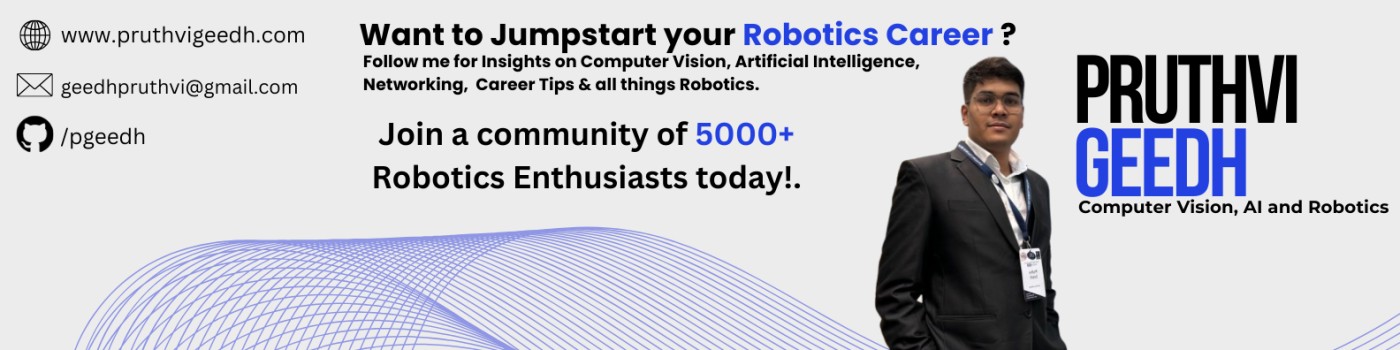 www.pruthvigeedh.com
geedhpruthvi@gmail.com
/pgeedh
Want to Jumpstart your Robotics Career ?
Follow me for Insights on Computer Vision, Artificial Intelligence,
Networking, Career Tips & all things Robotics.
Join a community of 5000+
Robotics Enthusiasts today!.
PRUTHVI
GEEDH
Computer Vision, AI and Robotics